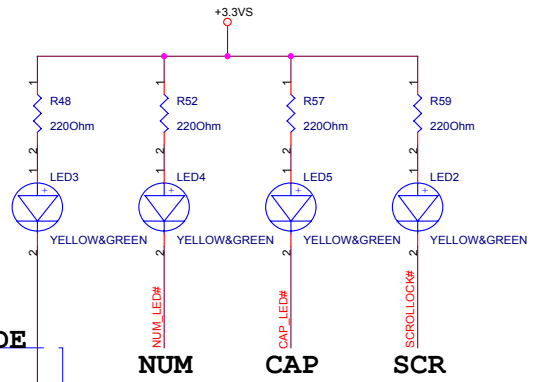 +3.3VS
1 1 1 1
R48 R52 R57 R59
220Ohm 220Ohm 220Ohm 220Ohm
2 2 2 2
1 1 1 1
LED3 LED4 LED5 LED2
+ + + +
YELLOW&GREEN YELLOW&GREEN YELLOW&GREEN YELLOW&GREEN
2 2 2 2
NUM_LED# CAP_LED# SCROLLOCK#
DE
NUM CAP SCR